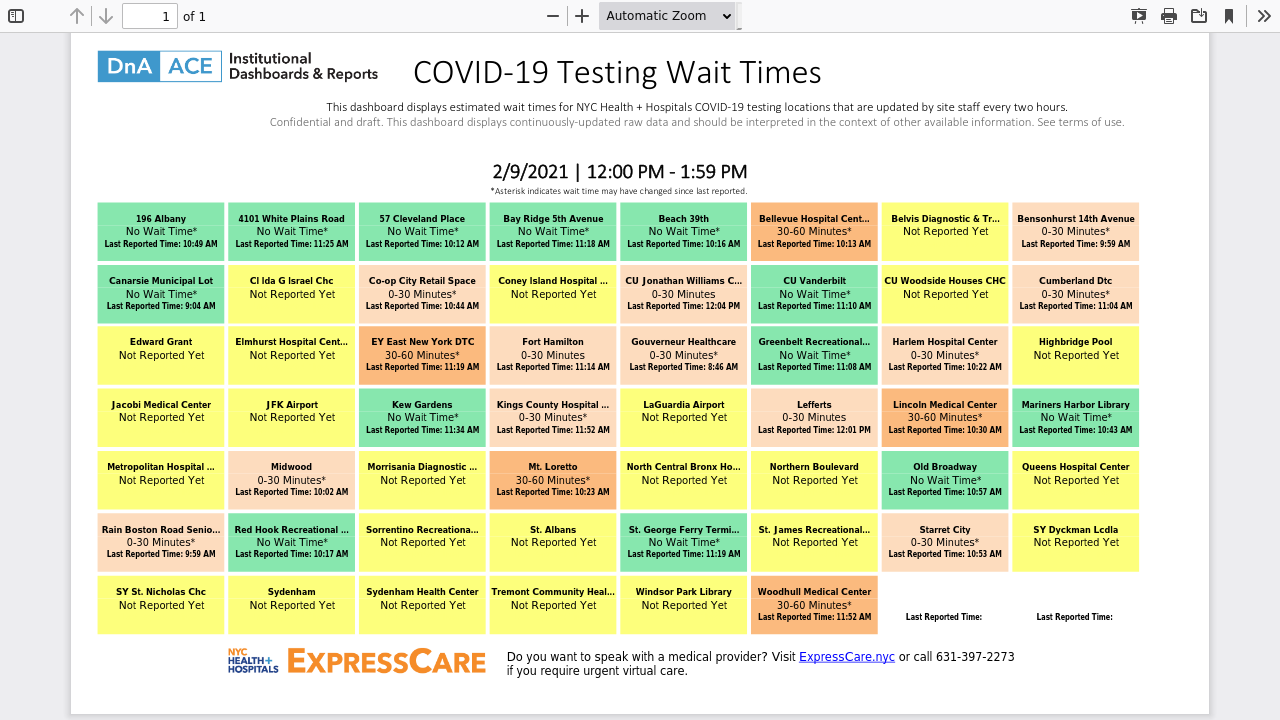 1 of 1 Automatic Zoom
DnA ACE Institutional
Dashboards & Reports
COVID-19 Testing Wait Times
This dashboard displays estimated wait times for NYC Health + Hospitals COVID-19 testing locations that are updated by site staff every two hours.
Confidential and draft. This dashboard displays continuously-updated raw data and should be interpreted in the context of other available information. See terms of use.
2/9/2021 | 12:00 PM - 1:59 PM
*Asterisk indicates wait time may have changed since last reported.
196 Albany
No Wait Time*
Last Reported Time: 10:49 AM
4101 White Plains Road
No Wait Time*
Last Reported Time: 11:25 AM
57 Cleveland Place
No Wait Time*
Last Reported Time: 10:12 AM
Bay Ridge 5th Avenue
No Wait Time*
Last Reported Time: 11:18 AM
Beach 39th
No Wait Time*
Last Reported Time: 10:16 AM
Bellevue Hospital Cent...
30-60 Minutes*
Last Reported Time: 10:13 AM
Belvis Diagnostic & Tr...
Not Reported Yet
Bensonhurst 14th Avenue
0-30 Minutes*
Last Reported Time: 9:59 AM
Canarsie Municipal Lot
No Wait Time*
Last Reported Time: 9:04 AM
Cl Ida G Israel Chc
Not Reported Yet
Co-op City Retail Space
0-30 Minutes*
Last Reported Time: 10:44 AM
Coney Island Hospital ...
Not Reported Yet
CU Jonathan Williams C...
0-30 Minutes
Last Reported Time: 12:04 PM
CU Vanderbilt
No Wait Time*
Last Reported Time: 11:10 AM
CU Woodside Houses CHC
Not Reported Yet
Cumberland Dtc
0-30 Minutes*
Last Reported Time: 11:04 AM
Edward Grant
Not Reported Yet
Elmhurst Hospital Cent...
Not Reported Yet
EY East New York DTC
30-60 Minutes*
Last Reported Time: 11:19 AM
Fort Hamilton
0-30 Minutes
Last Reported Time: 11:14 AM
Gouverneur Healthcare
0-30 Minutes*
Last Reported Time: 8:46 AM
Greenbelt Recreational...
No Wait Time*
Last Reported Time: 11:08 AM
Harlem Hospital Center
0-30 Minutes*
Last Reported Time: 10:22 AM
Highbridge Pool
Not Reported Yet
Jacobi Medical Center
Not Reported Yet
JFK Airport
Not Reported Yet
Kew Gardens
No Wait Time*
Last Reported Time: 11:34 AM
Kings County Hospital ...
0-30 Minutes*
Last Reported Time: 11:52 AM
LaGuardia Airport
Not Reported Yet
Lefferts
0-30 Minutes
Last Reported Time: 12:01 PM
Lincoln Medical Center
30-60 Minutes*
Last Reported Time: 10:30 AM
Mariners Harbor Library
No Wait Time*
Last Reported Time: 10:43 AM
Metropolitan Hospital ...
Not Reported Yet
Midwood
0-30 Minutes*
Last Reported Time: 10:02 AM
Morrisania Diagnostic ...
Not Reported Yet
Mt. Loretto
30-60 Minutes*
Last Reported Time: 10:23 AM
North Central Bronx Ho...
Not Reported Yet
Northern Boulevard
Not Reported Yet
Old Broadway
No Wait Time*
Last Reported Time: 10:57 AM
Queens Hospital Center
Not Reported Yet
Rain Boston Road Senio...
0-30 Minutes*
Last Reported Time: 9:59 AM
Red Hook Recreational ...
No Wait Time*
Last Reported Time: 10:17 AM
Sorrentino Recreationa...
Not Reported Yet
St. Albans
Not Reported Yet
St. George Ferry Termi...
No Wait Time*
Last Reported Time: 11:19 AM
St. James Recreational...
Not Reported Yet
Starret City
0-30 Minutes*
Last Reported Time: 10:53 AM
SY Dyckman Lcdla
Not Reported Yet
SY St. Nicholas Chc
Not Reported Yet
Sydenham
Not Reported Yet
Sydenham Health Center
Not Reported Yet
Tremont Community Heal...
Not Reported Yet
Windsor Park Library
Not Reported Yet
Woodhull Medical Center
30-60 Minutes*
Last Reported Time: 11:52 AM
Last Reported Time:
Last Reported Time:
NYC
HEALTH+
HOSPITALS
EXPRESSCARE
Do you want to speak with a medical provider? Visit ExpressCare.nyc or call 631-397-2273
if you require urgent virtual care.